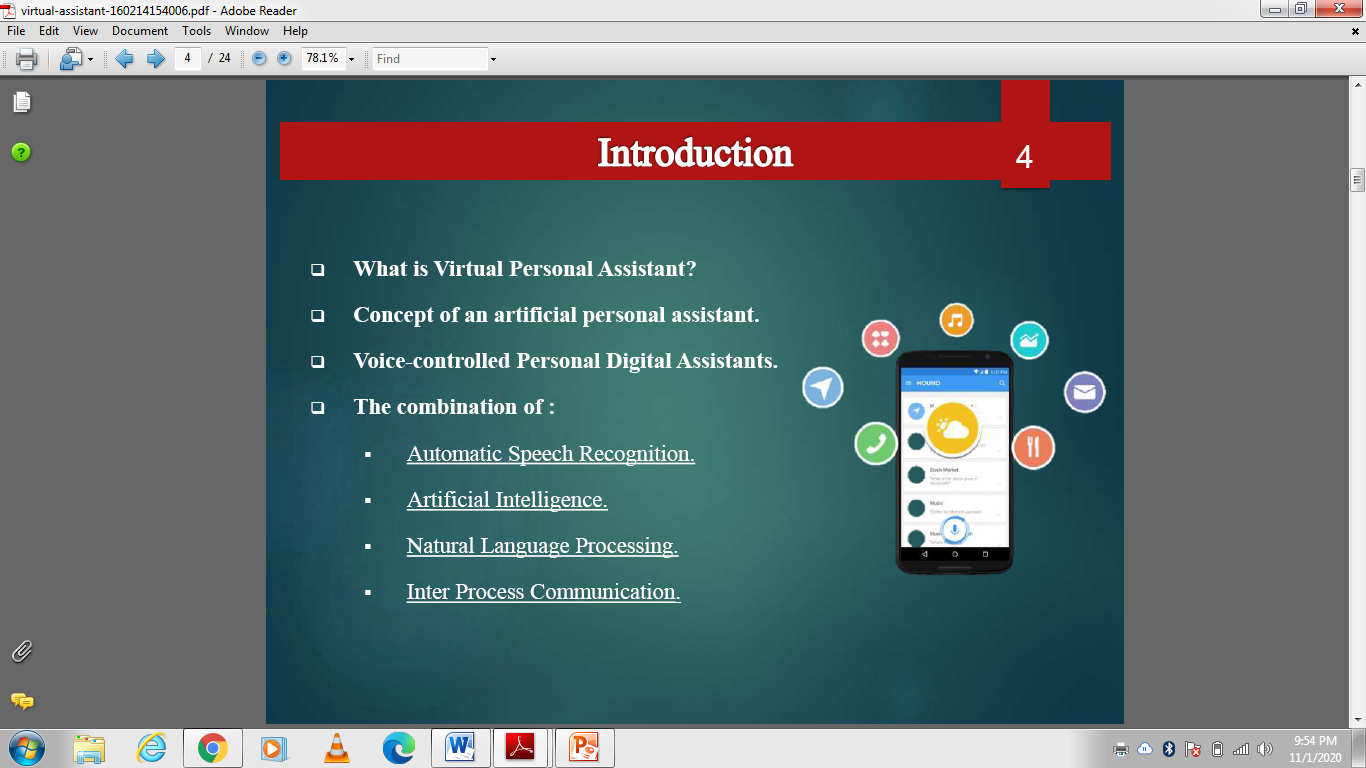 virtual-assistant-160214154006.pdf - Adobe Reader
File Edit View Document Tools Window Help
4 / 24 78.1% Find
Introduction
4
What is Virtual Personal Assistant?
Concept of an artificial personal assistant.
Voice-controlled Personal Digital Assistants.
The combination of :
Automatic Speech Recognition.
Artificial Intelligence.
Natural Language Processing.
Inter Process Communication.
HOUND
Stock Market
Music
9:54 PM
11/1/2020